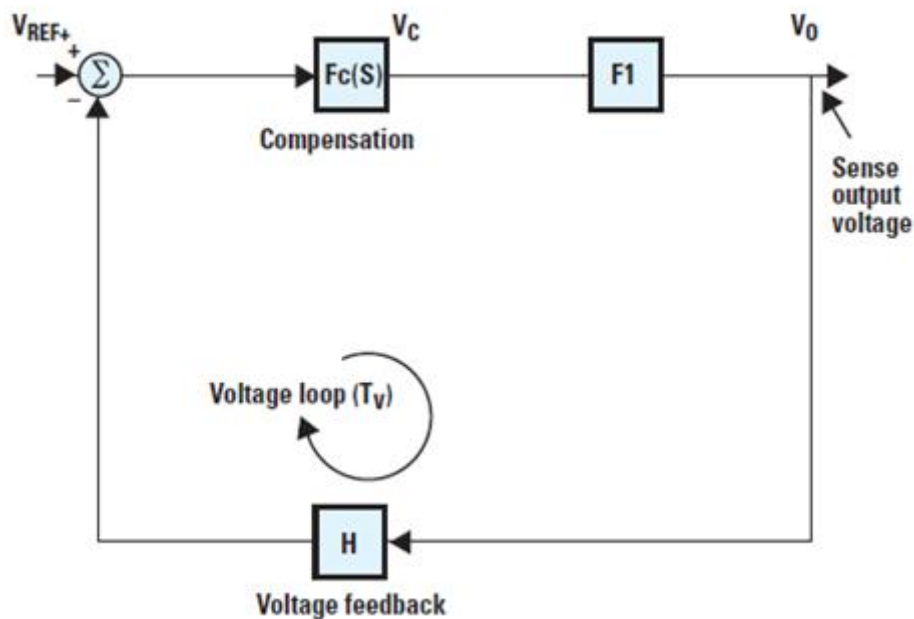 VREF+
+
Σ
−
Fc(S)
Compensation
VC
F1
VO
Sense
output
voltage
Voltage loop (TV)
H
Voltage feedback